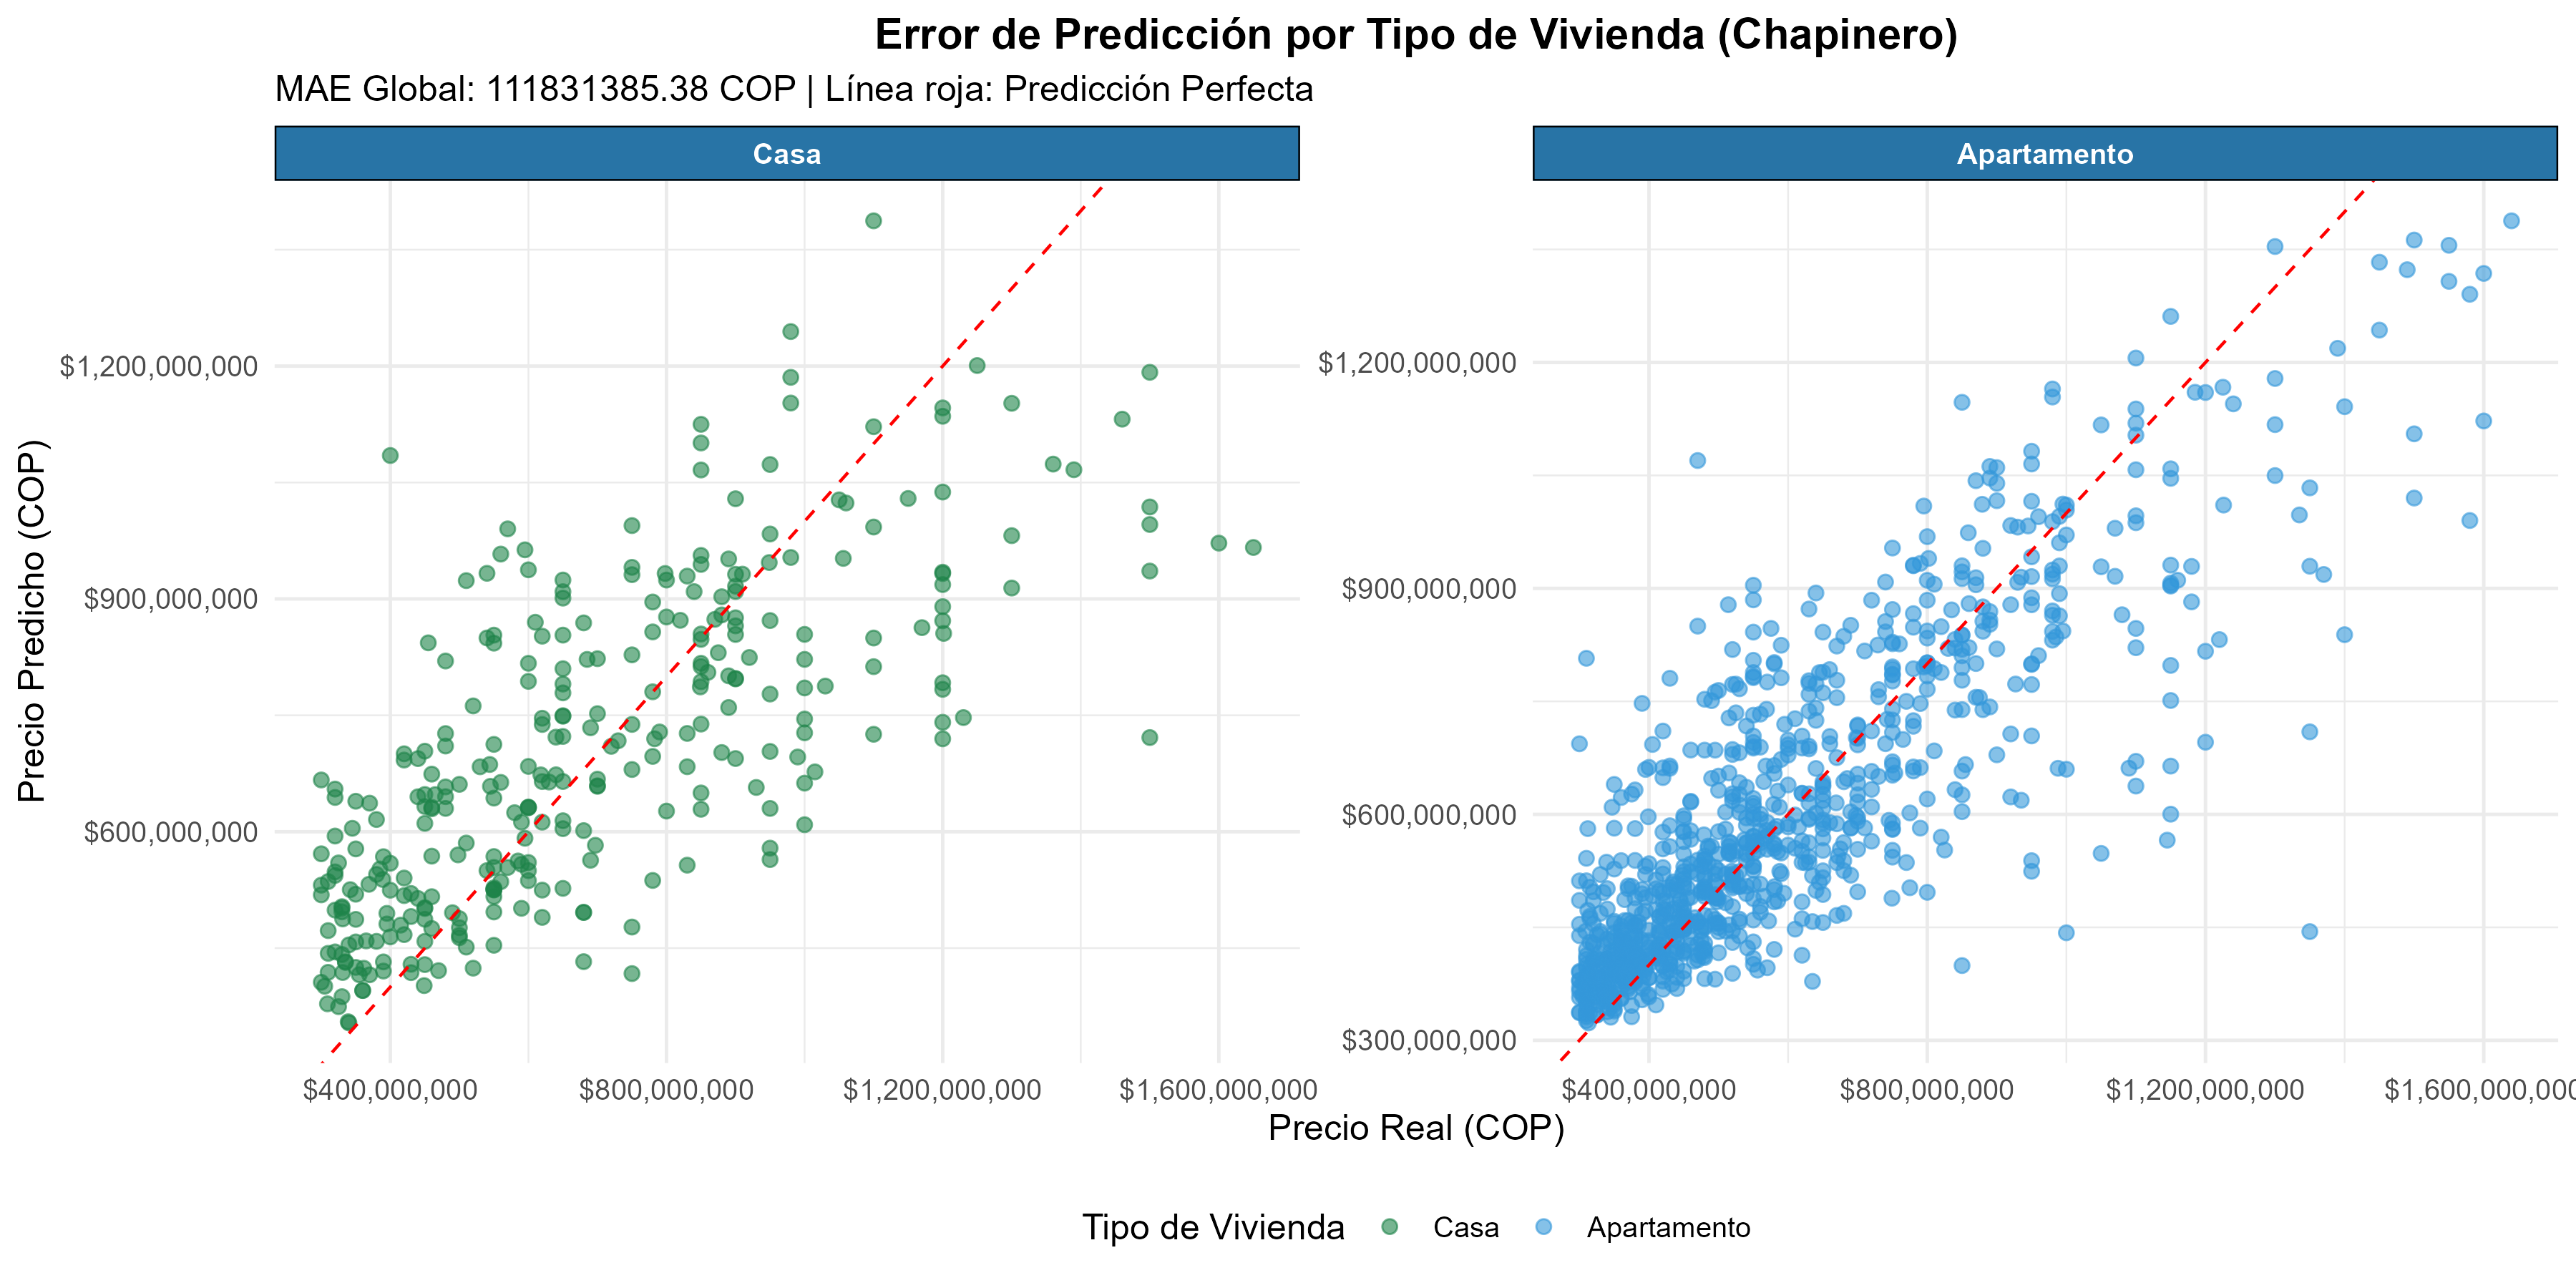 Error de Predicción por Tipo de Vivienda (Chapinero)
MAE Global: 111831385.38 COP | Línea roja: Predicción Perfecta
Casa
Apartamento
Precio Predicho (COP)
$1,200,000,000
$900,000,000
$600,000,000
$1,200,000,000
$900,000,000
$600,000,000
$300,000,000
$400,000,000 $800,000,000 $1,200,000,000 $1,600,000,000
$400,000,000 $800,000,000 $1,200,000,000 $1,600,000,000
Precio Real (COP)
Tipo de Vivienda Casa Apartamento